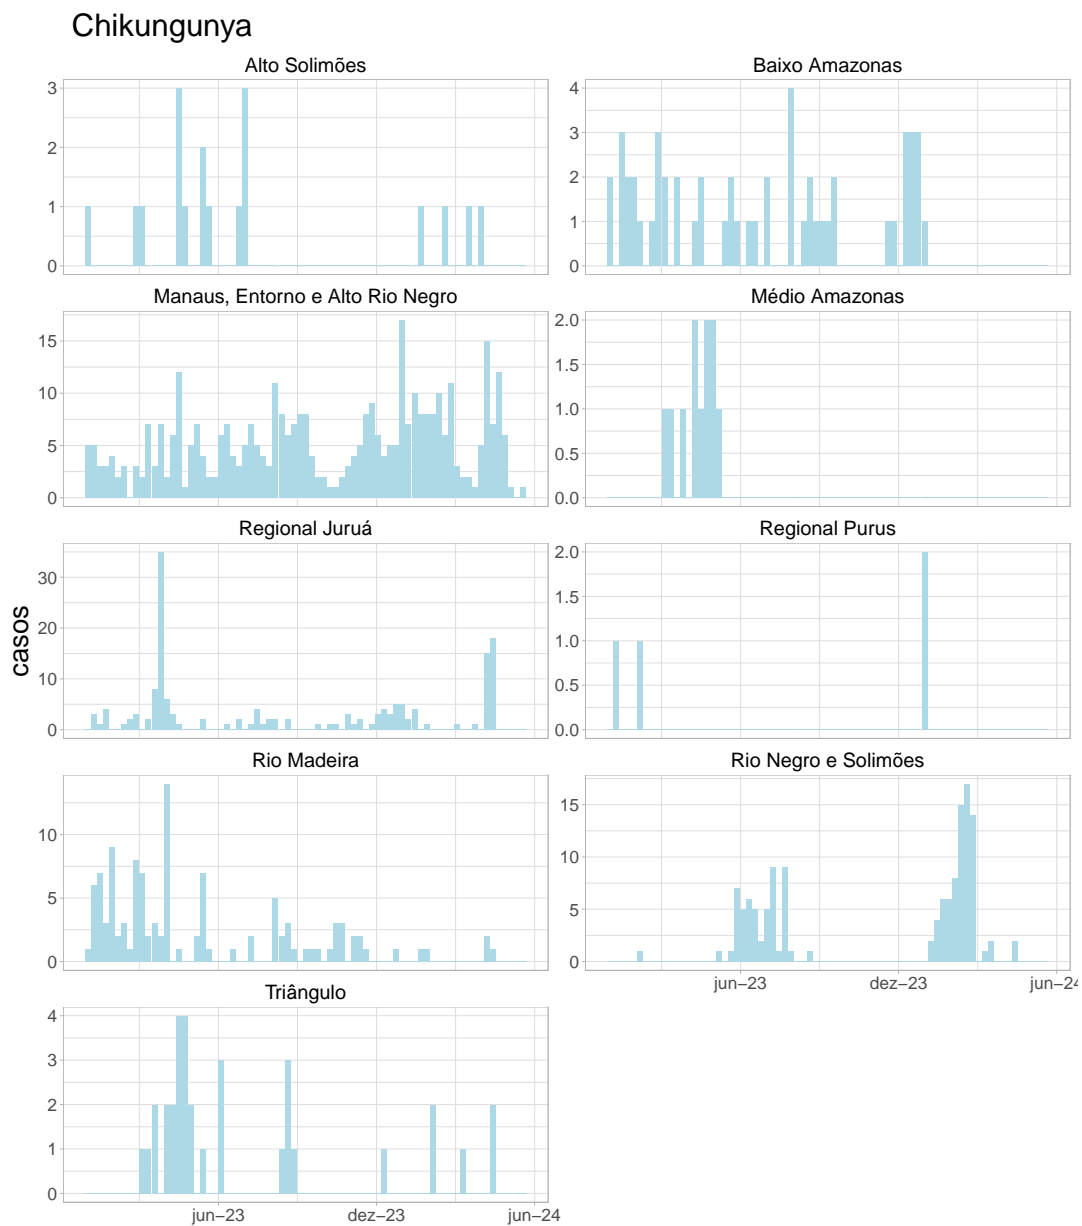 Chikungunya
Alto Solimões
Baixo Amazonas
3
2
1
0
4
3
2
1
0
Manaus, Entorno e Alto Rio Negro
Médio Amazonas
15
10
5
0
2.0
1.5
1.0
0.5
0.0
Regional Juruá
Regional Purus
30
20
10
0
2.0
1.5
1.0
0.5
0.0
casos
Rio Madeira
Rio Negro e Solimões
10
5
0
15
10
5
0
jun−23
dez−23
jun−24
Triângulo
4
3
2
1
0
jun−23
dez−23
jun−24